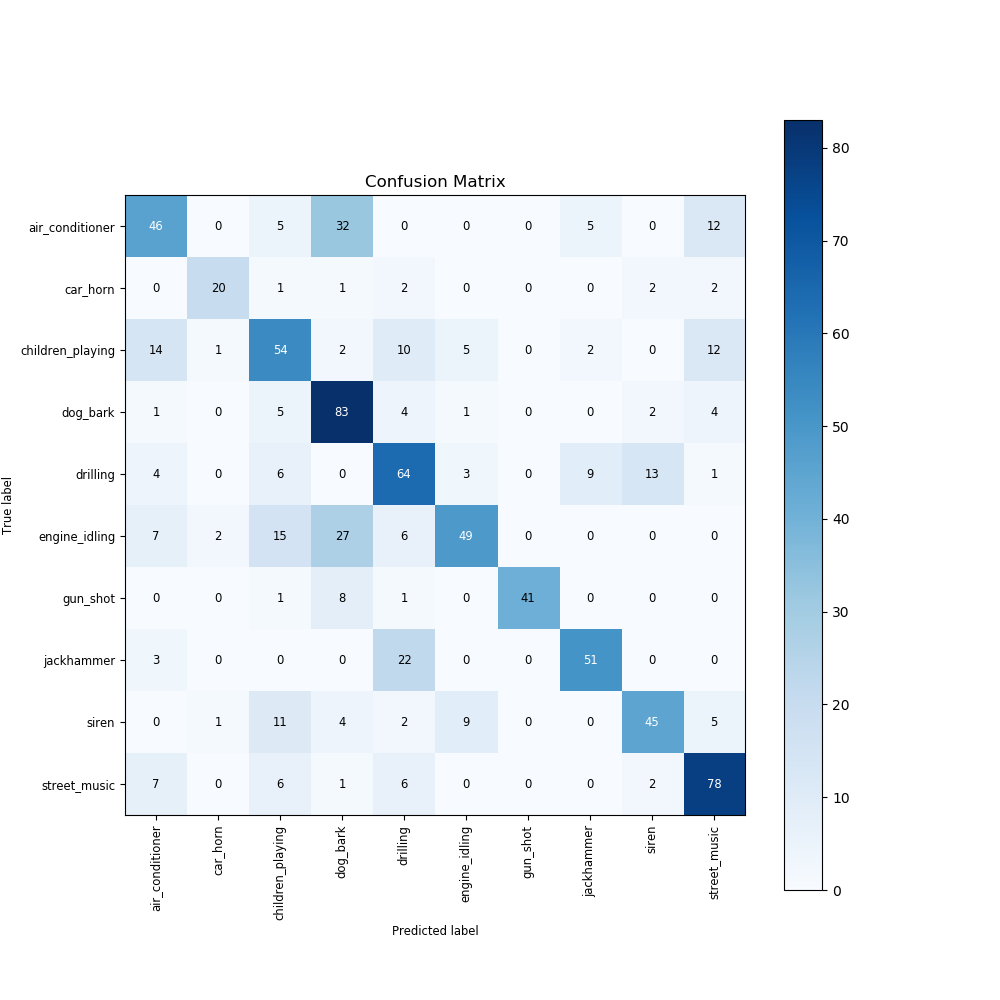 Confusion Matrix
True label
air_conditioner 46 0 5 32 0 0 0 5 0 12
car_horn 0 20 1 1 2 0 0 0 2 2
children_playing 14 1 54 2 10 5 0 2 0 12
dog_bark 1 0 5 83 4 1 0 0 2 4
drilling 4 0 6 0 64 3 0 9 13 1
engine_idling 7 2 15 27 6 49 0 0 0 0
gun_shot 0 0 1 8 1 0 41 0 0 0
jackhammer 3 0 0 0 22 0 0 51 0 0
siren 0 1 11 4 2 9 0 0 45 5
street_music 7 0 6 1 6 0 0 0 2 78
air_conditioner car_horn children_playing dog_bark drilling engine_idling gun_shot jackhammer siren street_music
Predicted label
80
70
60
50
40
30
20
10
0